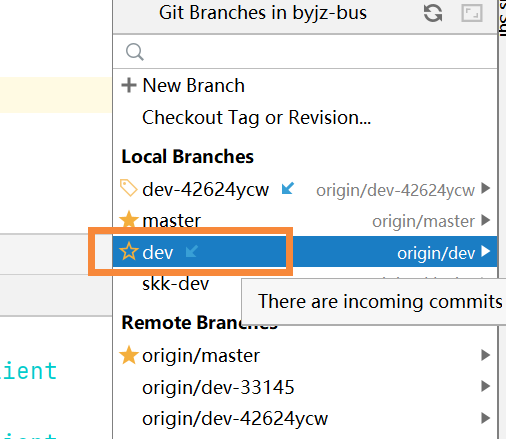 Git Branches in byjz-bus
New Branch
Checkout Tag or Revision...
Local Branches
dev-42624ycw origin/dev-42624ycw
master origin/master
dev origin/dev
skk-dev
There are incoming commits
Remote Branches
origin/master
origin/dev-33145
lient origin/dev-42624ycw